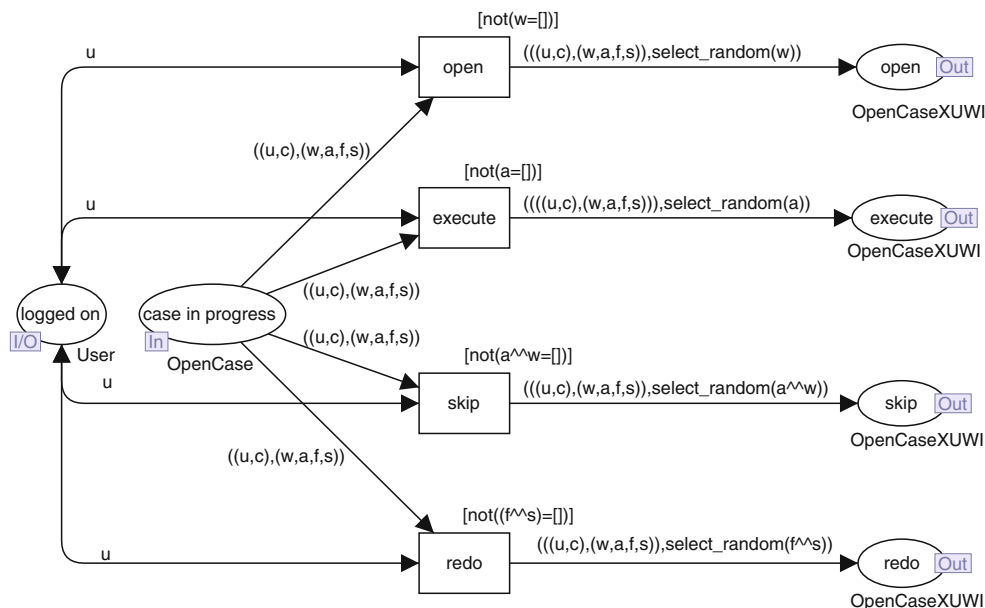 [not(w=[])]
u
open
(((u,c),(w,a,f,s)),select_random(w))
open
Out
OpenCaseXUWI
((u,c),(w,a,f,s))
[not(a=[])]
u
execute
((((u,c),(w,a,f,s))),select_random(a))
execute
Out
OpenCaseXUWI
((u,c),(w,a,f,s))
logged on
I/O
User
case in progress
In
OpenCase
((u,c),(w,a,f,s))
[not(a^^w=[])]
u
skip
(((u,c),(w,a,f,s)),select_random(a^^w))
skip
Out
OpenCaseXUWI
((u,c),(w,a,f,s))
[not((f^^s)=[])]
u
redo
(((u,c),(w,a,f,s)),select_random(f^^s))
redo
Out
OpenCaseXUWI